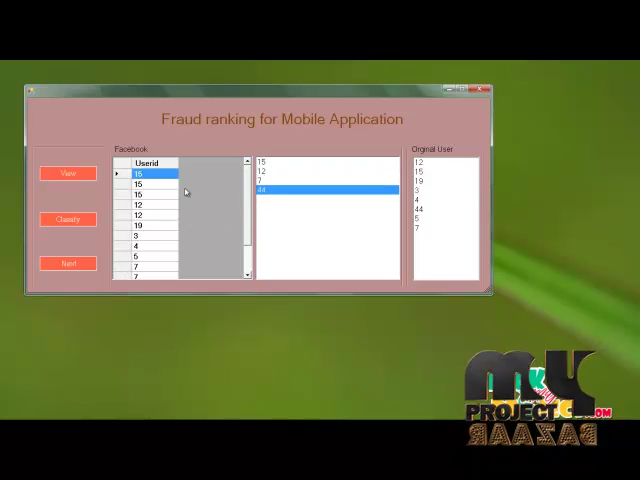 Fraud ranking for Mobile Application
Facebook
Orginal User
View
Classify
Next
Userid
15
15
15
12
12
19
3
4
5
7
7
15
12
7
44
12
15
19
3
4
44
5
7
MY
PROJECT
BAZAAR